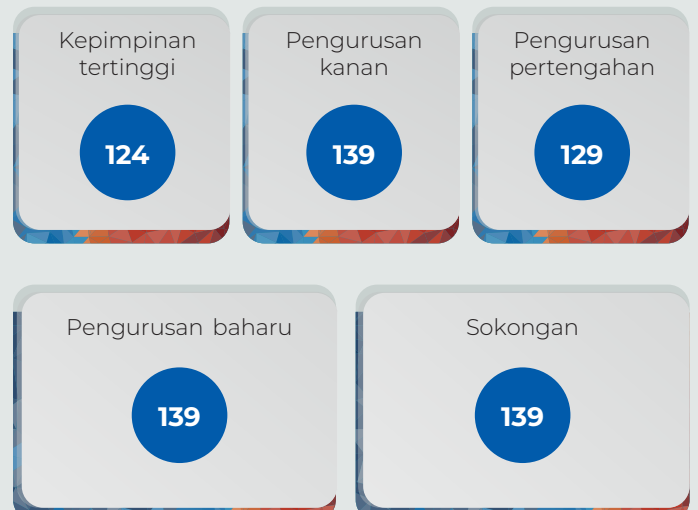 Kepimpinan
tertinggi
124
Pengurusan
kanan
139
Pengurusan
pertengahan
129
Pengurusan baharu
139
Sokongan
139